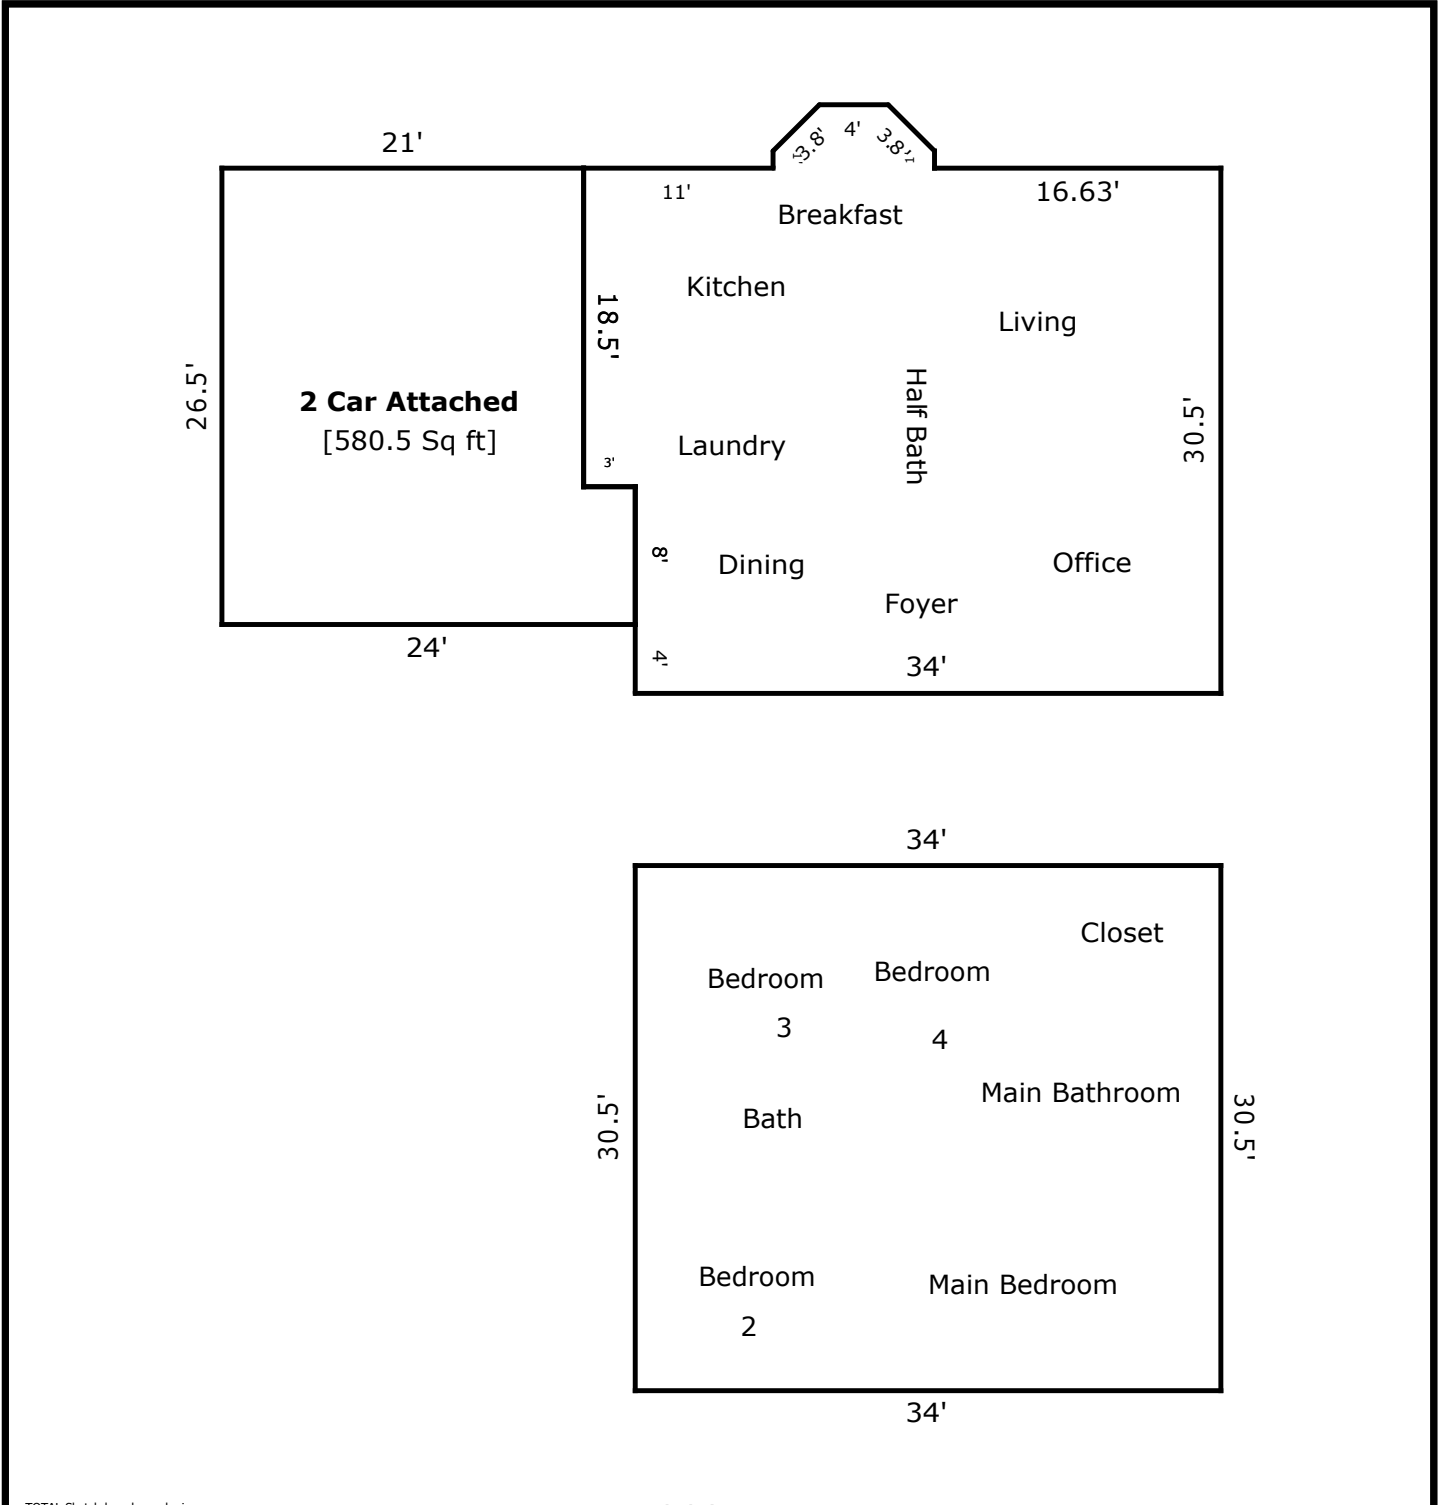 21'
4'
3.8'
3.8'
1'
11'
16.63'
Breakfast
Kitchen
Living
18.5'
Half Bath
26.5'
2 Car Attached
[580.5 Sq ft]
30.5'
Laundry
3'
8'
Dining
Office
Foyer
24'
4'
34'
34'
Closet
Bedroom
3
Bedroom
4
Main Bathroom
30.5'
Bath
30.5'
Bedroom
2
Main Bedroom
34'